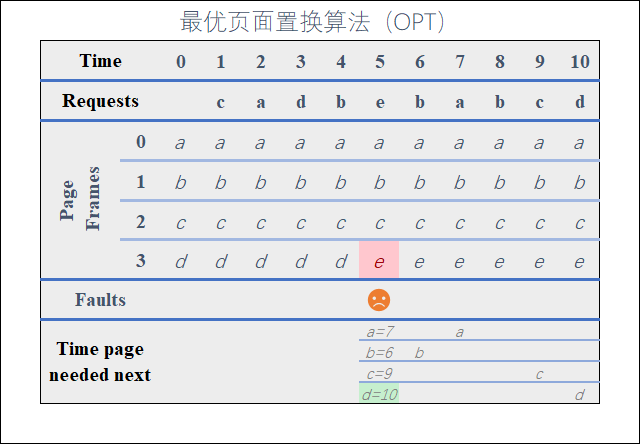 最优页面置换算法（OPT）
Time 0 1 2 3 4 5 6 7 8 9 10
Requests c a d b e b a b c d
Page Frames
0 a a a a a a a a a a a
1 b b b b b b b b b b b
2 c c c c c c c c c c c
3 d d d d d e e e e e e
Faults
Time page needed next
a=7 a
b=6 b
c=9 c
d=10 d